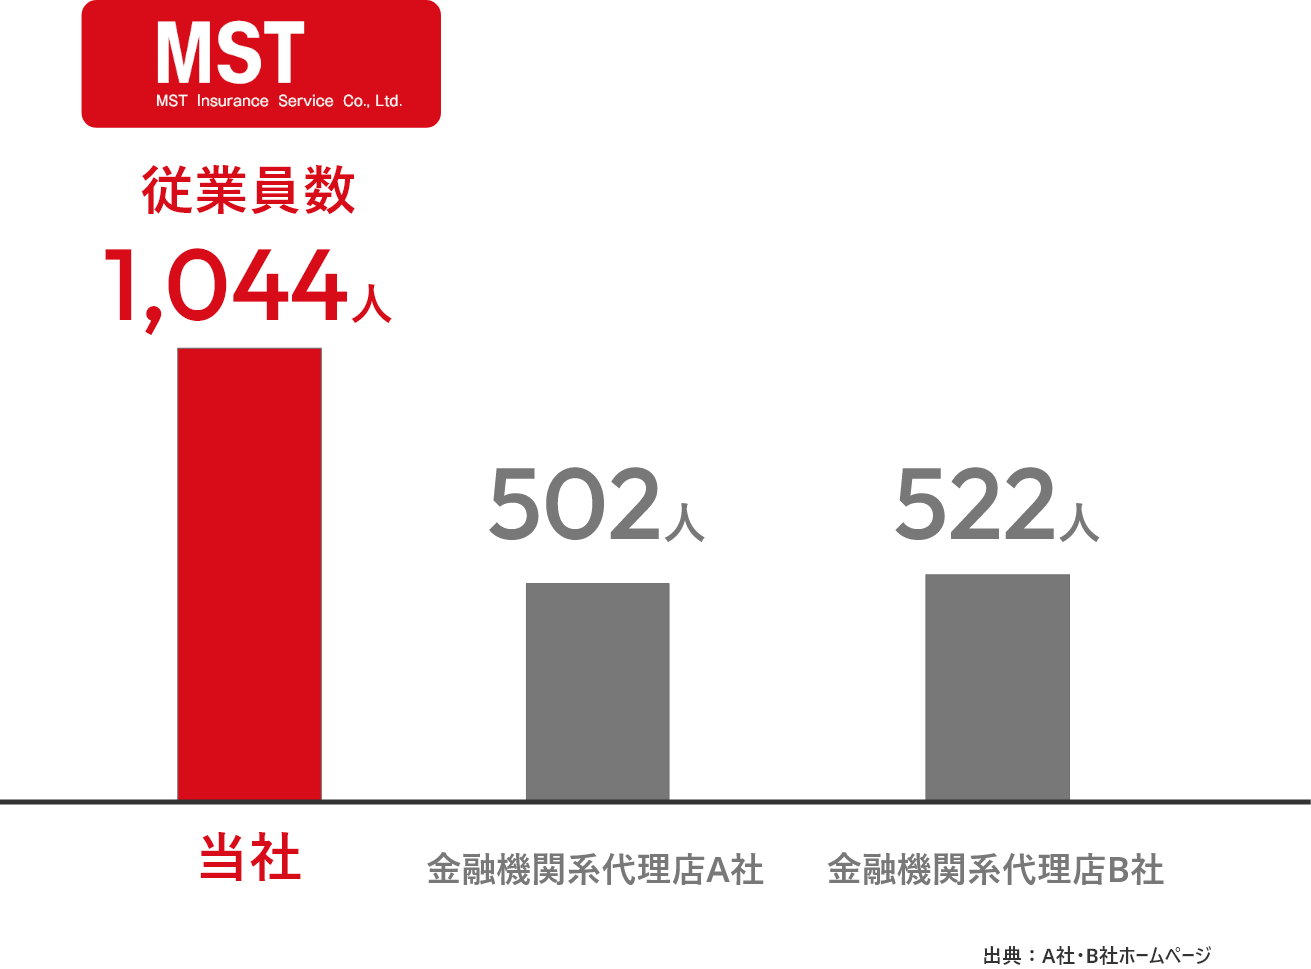 MST
MST Insurance Service Co., Ltd.
従業員数
1,044人
502人
522人
当社
金融機関系代理店A社
金融機関系代理店B社
出典：A社・B社ホームページ